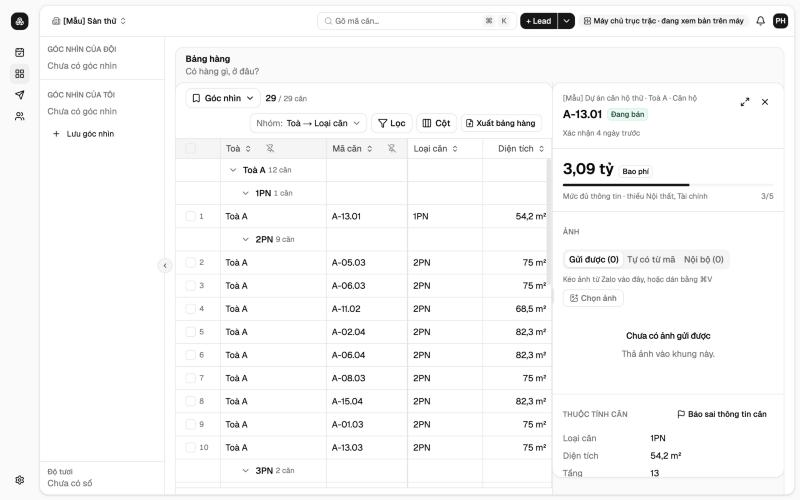 [Mẫu] Sàn thử
Gõ mã căn...
⌘ K
+ Lead
Máy chủ trục trặc · đang xem bản trên máy
PH
GÓC NHÌN CỦA ĐỘI
Chưa có góc nhìn
GÓC NHÌN CỦA TÔI
Chưa có góc nhìn
+ Lưu góc nhìn
Độ tươi
Chưa có số
Bảng hàng
Có hàng gì, ở đâu?
Góc nhìn
29 / 29 căn
Nhóm: Toà → Loại căn
Lọc
Cột
Xuất bảng hàng
Toà Mã căn Loại căn Diện tích
Toà A 12 căn
1PN 1 căn
1 Toà A A-13.01 1PN 54,2 m²
2PN 9 căn
2 Toà A A-05.03 2PN 75 m²
3 Toà A A-06.03 2PN 75 m²
4 Toà A A-11.02 2PN 68,5 m²
5 Toà A A-02.04 2PN 82,3 m²
6 Toà A A-06.04 2PN 82,3 m²
7 Toà A A-08.03 2PN 75 m²
8 Toà A A-15.04 2PN 82,3 m²
9 Toà A A-01.03 2PN 75 m²
10 Toà A A-13.03 2PN 75 m²
3PN 2 căn
[Mẫu] Dự án căn hộ thử · Toà A · Căn hộ
A-13.01 Đang bán
Xác nhận 4 ngày trước
3,09 tỷ Bao phí
Mức đủ thông tin · thiếu Nội thất, Tài chính 3/5
ẢNH
Gửi được (0) Tự có từ mã Nội bộ (0)
Kéo ảnh từ Zalo vào đây, hoặc dán bằng ⌘V
Chọn ảnh
Chưa có ảnh gửi được
Thả ảnh vào khung này.
THUỘC TÍNH CĂN
Báo sai thông tin căn
Loại căn 1PN
Diện tích 54,2 m²
Tầng 13